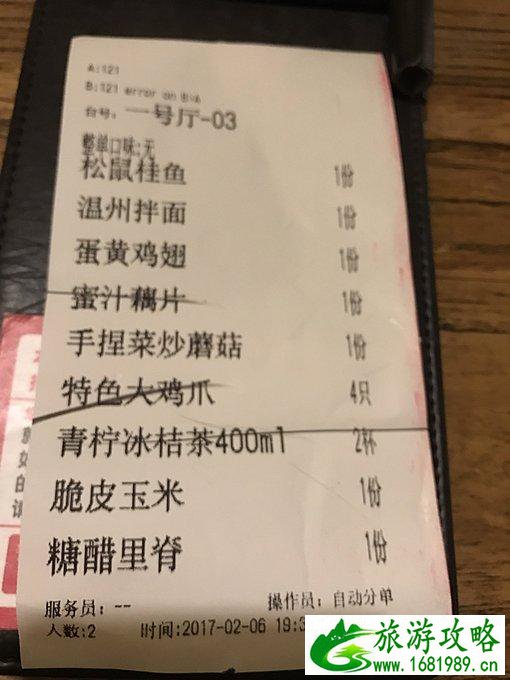 A:121
B:121 error on B:A
台号: 一号厅-03
整单口味:无
松鼠桂鱼 1份
温州拌面 1份
蛋黄鸡翅 1份
蜜汁藕片 1份
手捏菜炒蘑菇 1份
特色大鸡爪 4只
青柠冰桔茶400ml 2杯
脆皮玉米 1份
糖醋里脊 1份
服务员: -- 操作员: 自动分单
人数:2 时间:2017-02-06 19:3
旅游攻略
www.1681989.cn